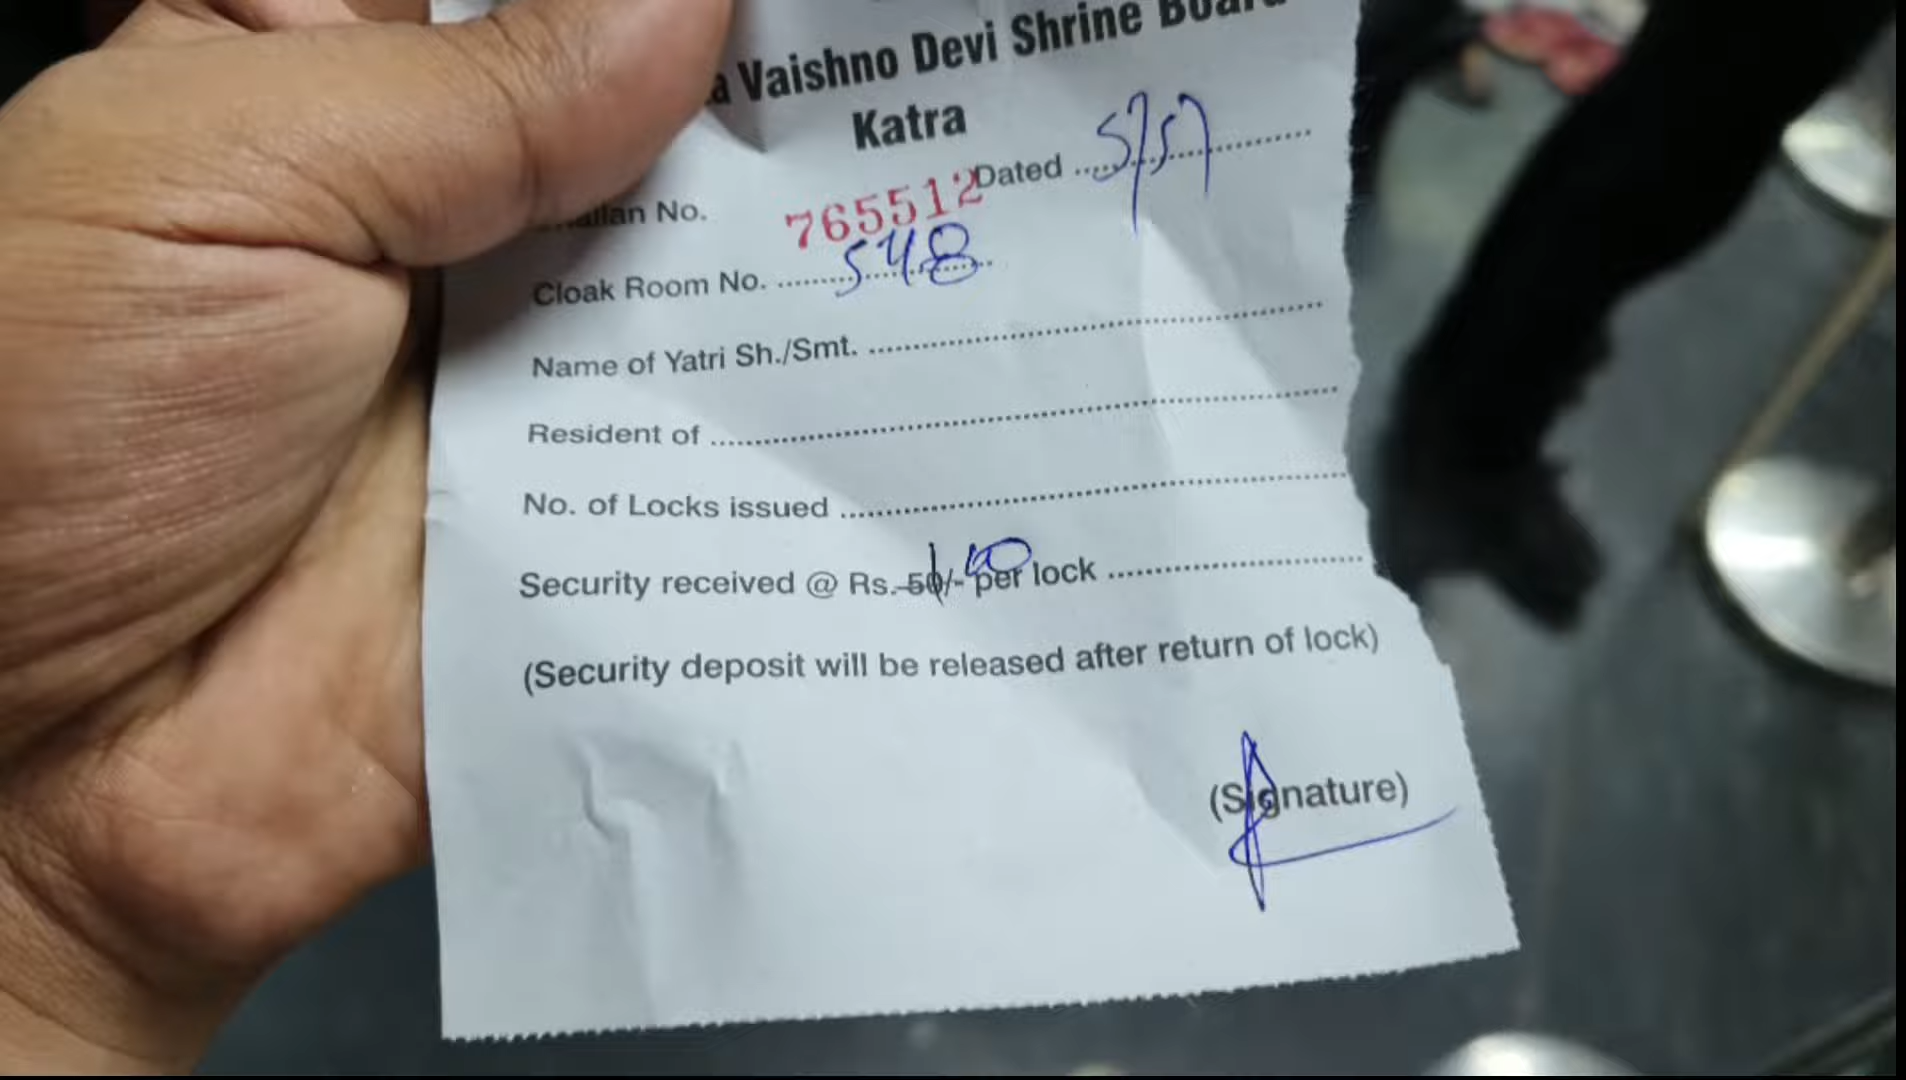 a Vaishno Devi Shrine Board
Katra
Dated 5/5/
No. 765512
Cloak Room No. 548
Name of Yatri Sh./Smt.
Resident of
No. of Locks issued
Security received @ Rs. 50/- 100 per lock
(Security deposit will be released after return of lock)
(Signature)